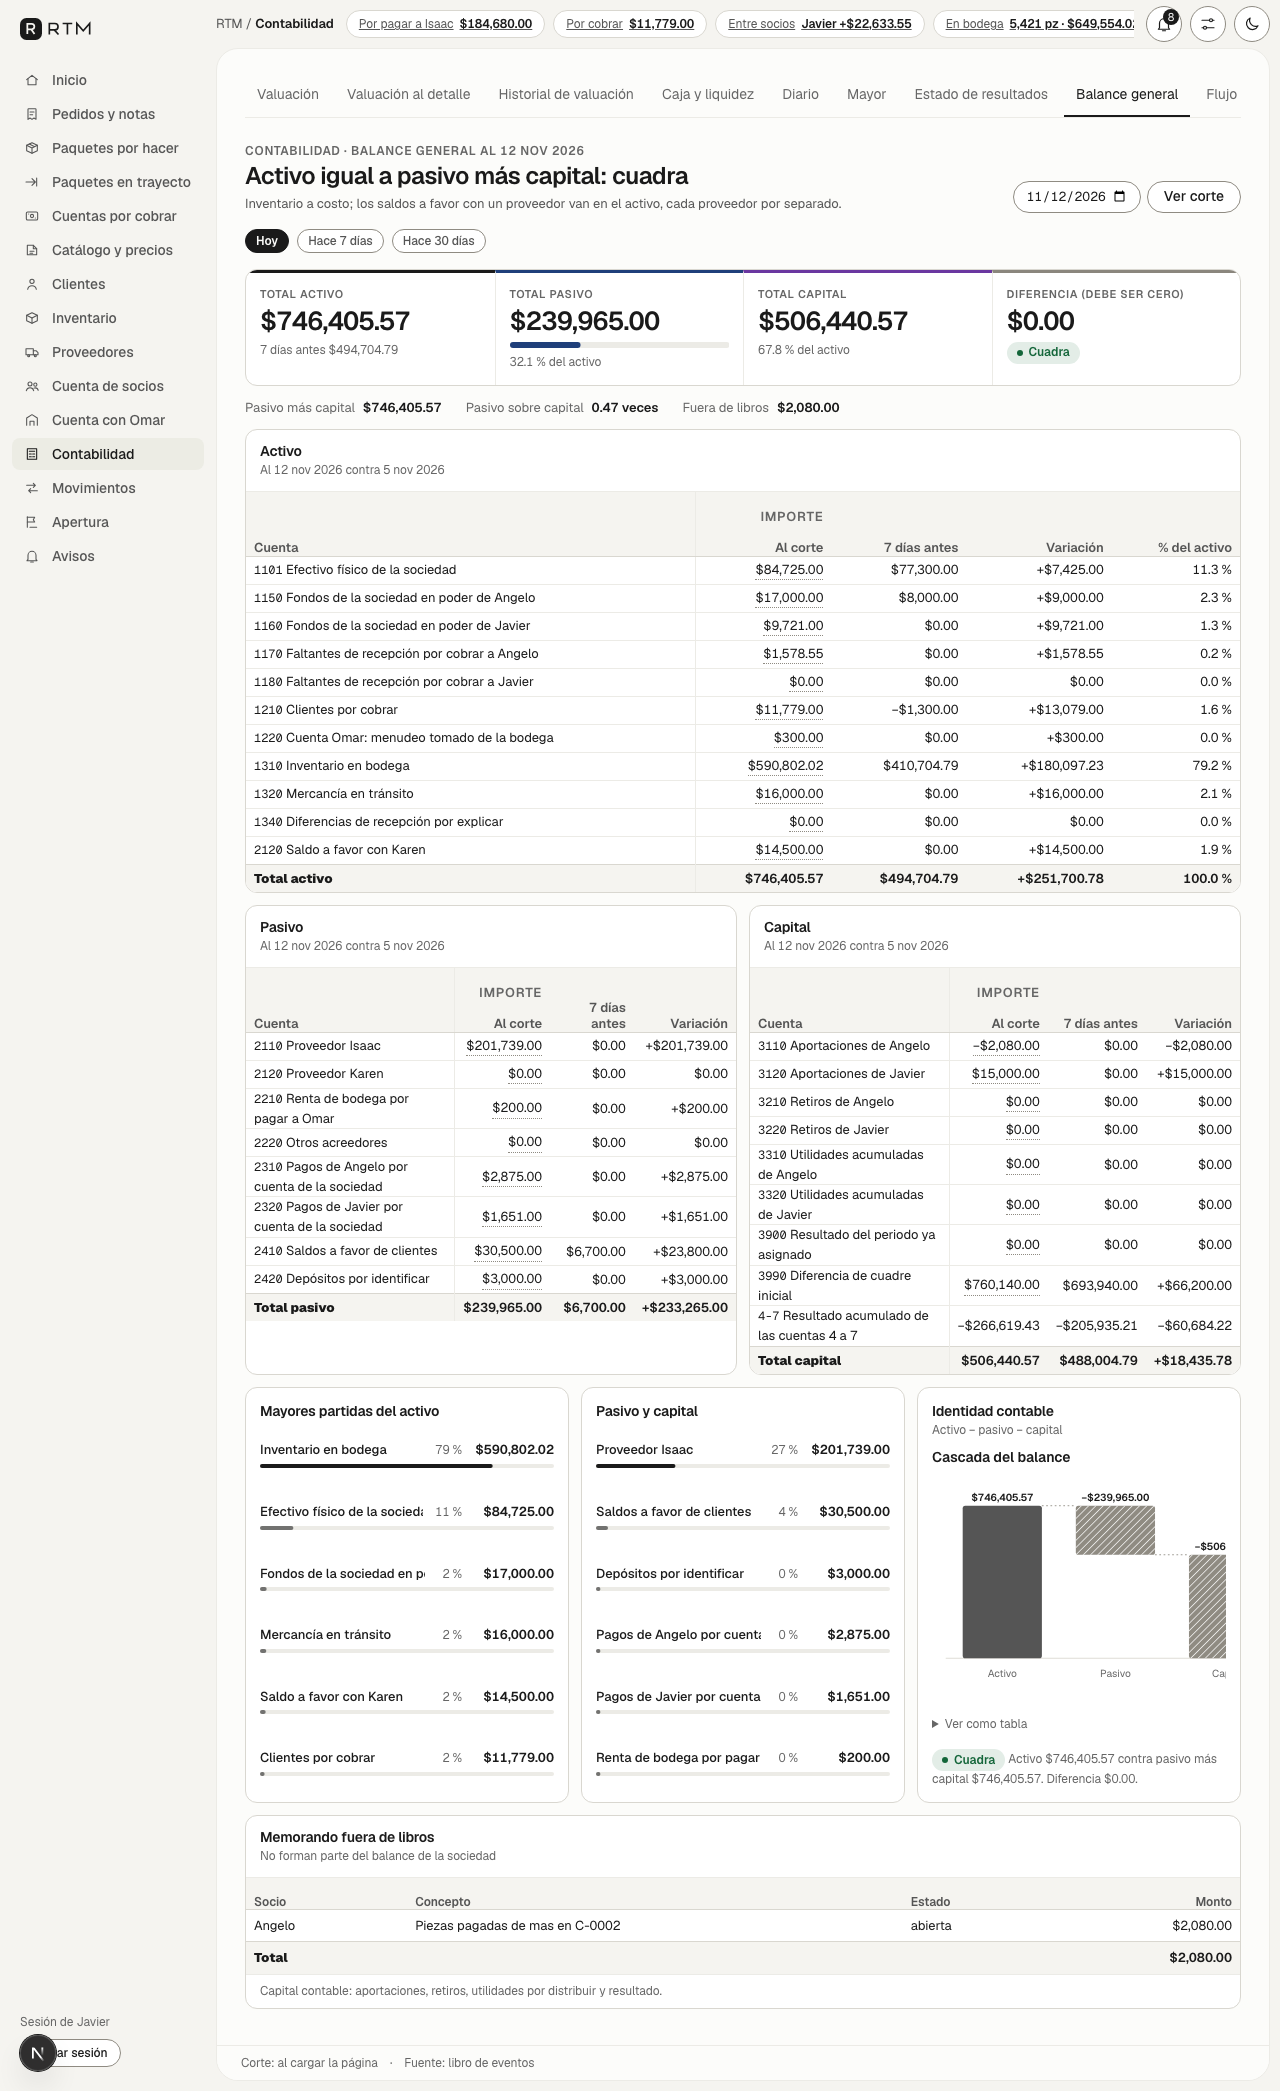 R RTM
RTM / Contabilidad
Por pagar a Isaac $184,680.00
Por cobrar $11,779.00
Entre socios Javier +$22,633.55
En bodega 5,421 pz · $649,554.02
8
Inicio
Pedidos y notas
Paquetes por hacer
Paquetes en trayecto
Cuentas por cobrar
Catálogo y precios
Clientes
Inventario
Proveedores
Cuenta de socios
Cuenta con Omar
Contabilidad
Movimientos
Apertura
Avisos
Valuación Valuación al detalle Historial de valuación Caja y liquidez Diario Mayor Estado de resultados Balance general Flujo
CONTABILIDAD · BALANCE GENERAL AL 12 NOV 2026
Activo igual a pasivo más capital: cuadra
Inventario a costo; los saldos a favor con un proveedor van en el activo, cada proveedor por separado.
11/12/2026 Ver corte
Hoy Hace 7 días Hace 30 días
TOTAL ACTIVO
$746,405.57
7 días antes $494,704.79
TOTAL PASIVO
$239,965.00
32.1 % del activo
TOTAL CAPITAL
$506,440.57
67.8 % del activo
DIFERENCIA (DEBE SER CERO)
$0.00
Cuadra
Pasivo más capital $746,405.57 Pasivo sobre capital 0.47 veces Fuera de libros $2,080.00
Activo
Al 12 nov 2026 contra 5 nov 2026
IMPORTE
Cuenta Al corte 7 días antes Variación % del activo
1101 Efectivo físico de la sociedad $84,725.00 $77,300.00 +$7,425.00 11.3 %
1150 Fondos de la sociedad en poder de Angelo $17,000.00 $8,000.00 +$9,000.00 2.3 %
1160 Fondos de la sociedad en poder de Javier $9,721.00 $0.00 +$9,721.00 1.3 %
1170 Faltantes de recepción por cobrar a Angelo $1,578.55 $0.00 +$1,578.55 0.2 %
1180 Faltantes de recepción por cobrar a Javier $0.00 $0.00 $0.00 0.0 %
1210 Clientes por cobrar $11,779.00 −$1,300.00 +$13,079.00 1.6 %
1220 Cuenta Omar: menudeo tomado de la bodega $300.00 $0.00 +$300.00 0.0 %
1310 Inventario en bodega $590,802.02 $410,704.79 +$180,097.23 79.2 %
1320 Mercancía en tránsito $16,000.00 $0.00 +$16,000.00 2.1 %
1340 Diferencias de recepción por explicar $0.00 $0.00 $0.00 0.0 %
2120 Saldo a favor con Karen $14,500.00 $0.00 +$14,500.00 1.9 %
Total activo $746,405.57 $494,704.79 +$251,700.78 100.0 %
Pasivo
Al 12 nov 2026 contra 5 nov 2026
IMPORTE
Cuenta Al corte 7 días antes Variación
2110 Proveedor Isaac $201,739.00 $0.00 +$201,739.00
2120 Proveedor Karen $0.00 $0.00 $0.00
2210 Renta de bodega por pagar a Omar $200.00 $0.00 +$200.00
2220 Otros acreedores $0.00 $0.00 $0.00
2310 Pagos de Angelo por cuenta de la sociedad $2,875.00 $0.00 +$2,875.00
2320 Pagos de Javier por cuenta de la sociedad $1,651.00 $0.00 +$1,651.00
2410 Saldos a favor de clientes $30,500.00 $6,700.00 +$23,800.00
2420 Depósitos por identificar $3,000.00 $0.00 +$3,000.00
Total pasivo $239,965.00 $6,700.00 +$233,265.00
Capital
Al 12 nov 2026 contra 5 nov 2026
IMPORTE
Cuenta Al corte 7 días antes Variación
3110 Aportaciones de Angelo −$2,080.00 $0.00 −$2,080.00
3120 Aportaciones de Javier $15,000.00 $0.00 +$15,000.00
3210 Retiros de Angelo $0.00 $0.00 $0.00
3220 Retiros de Javier $0.00 $0.00 $0.00
3310 Utilidades acumuladas de Angelo $0.00 $0.00 $0.00
3320 Utilidades acumuladas de Javier $0.00 $0.00 $0.00
3900 Resultado del periodo ya asignado $0.00 $0.00 $0.00
3990 Diferencia de cuadre inicial $760,140.00 $693,940.00 +$66,200.00
4-7 Resultado acumulado de las cuentas 4 a 7 −$266,619.43 −$205,935.21 −$60,684.22
Total capital $506,440.57 $488,004.79 +$18,435.78
Mayores partidas del activo
Inventario en bodega 79 % $590,802.02
Efectivo físico de la socieda 11 % $84,725.00
Fondos de la sociedad en p 2 % $17,000.00
Mercancía en tránsito 2 % $16,000.00
Saldo a favor con Karen 2 % $14,500.00
Clientes por cobrar 2 % $11,779.00
Pasivo y capital
Proveedor Isaac 27 % $201,739.00
Saldos a favor de clientes 4 % $30,500.00
Depósitos por identificar 0 % $3,000.00
Pagos de Angelo por cuenta 0 % $2,875.00
Pagos de Javier por cuenta 0 % $1,651.00
Renta de bodega por pagar 0 % $200.00
Identidad contable
Activo − pasivo − capital
Cascada del balance
$746,405.57 −$239,965.00
−$506
Activo Pasivo Cap
▶ Ver como tabla
Cuadra Activo $746,405.57 contra pasivo más
capital $746,405.57. Diferencia $0.00.
Memorando fuera de libros
No forman parte del balance de la sociedad
Socio Concepto Estado Monto
Angelo Piezas pagadas de mas en C-0002 abierta $2,080.00
Total $2,080.00
Capital contable: aportaciones, retiros, utilidades por distribuir y resultado.
Sesión de Javier
N ar sesión
Corte: al cargar la página · Fuente: libro de eventos